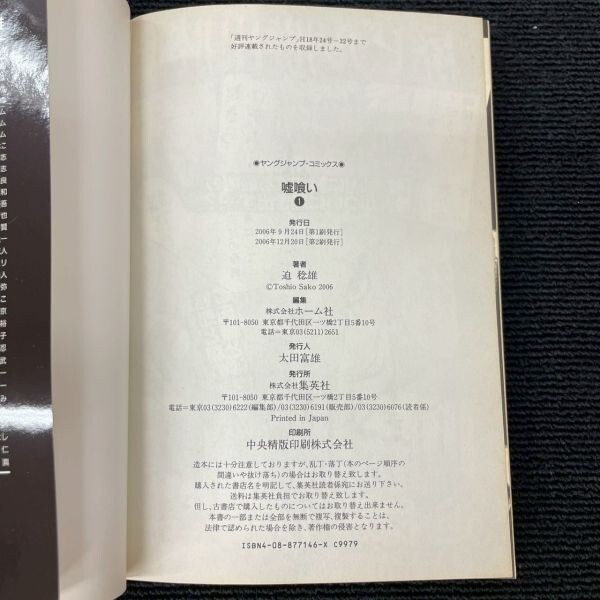 「週刊ヤングジャンプ」H18年24号～32号まで
好評連載されたものを収録しました。
●ヤングジャンプ・コミックス●
嘘喰い
1
発行日
2006年9月24日［第1刷発行］
2006年12月20日［第2刷発行］
著者
迫 稔雄
©Toshio Sako 2006
編集
株式会社ホーム社
〒101-8050 東京都千代田区一ツ橋2丁目5番10号
電話＝東京03(5211)2651
発行人
太田富雄
発行所
株式会社集英社
〒101-8050 東京都千代田区一ツ橋2丁目5番10号
電話＝東京03(3230)6222(編集部)/03(3230)6191(販売部)/03(3230)6076(読者係)
Printed in Japan
印刷所
中央精版印刷株式会社
造本には十分注意しておりますが、乱丁・落丁(本のページ順序の
間違いや抜け落ち)の場合はお取り替え致します。
購入された書店名を明記して、集英社読者係宛にお送り下さい。
送料は集英社負担でお取り替え致します。
但し、古書店で購入したものについてはお取り替え出来ません。
本書の一部または全部を無断で複写、複製することは、
法律で認められた場合を除き、著作権の侵害となります。
ISBN4-08-877146-X C9979